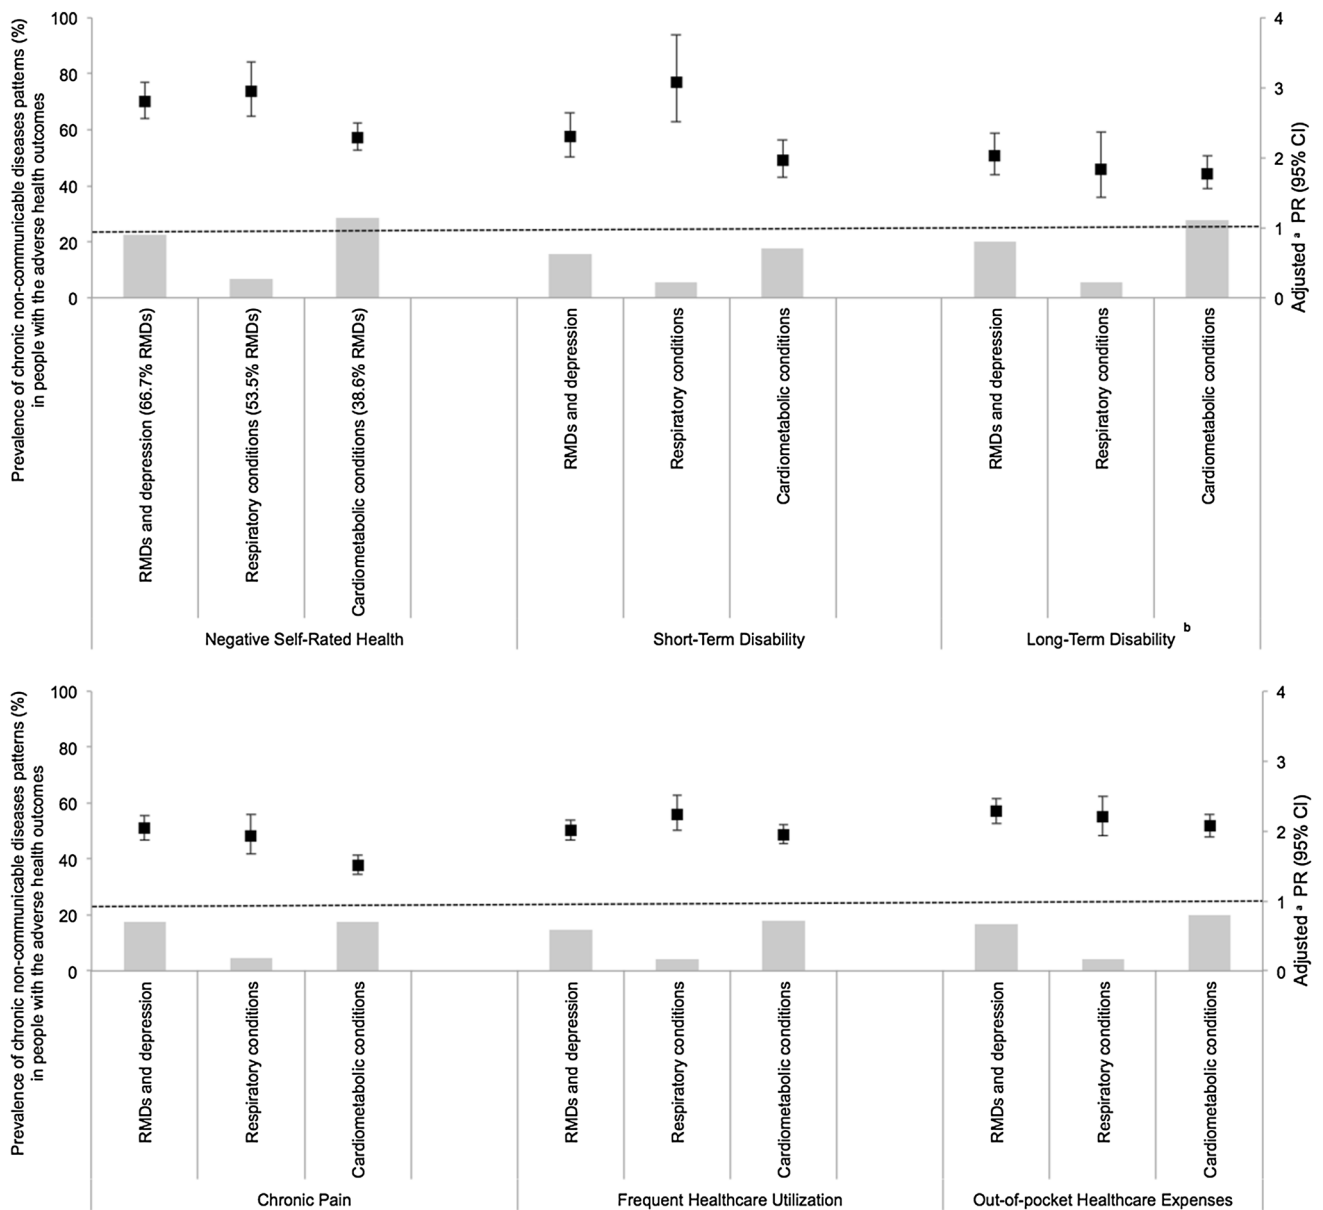 Prevalence of chronic non-communicable diseases patterns (%)
in people with the adverse health outcomes
100
80
60
40
20
0
4
3
2
1
0
Adjusted ª PR (95% CI)
RMDs and depression (66.7% RMDs)
Respiratory conditions (53.5% RMDs)
Cardiometabolic conditions (38.6% RMDs)
RMDs and depression
Respiratory conditions
Cardiometabolic conditions
RMDs and depression
Respiratory conditions
Cardiometabolic conditions
Negative Self-Rated Health
Short-Term Disability
Long-Term Disability b
Prevalence of chronic non-communicable diseases patterns (%)
in people with the adverse health outcomes
100
80
60
40
20
0
4
3
2
1
0
Adjusted ª PR (95% CI)
RMDs and depression
Respiratory conditions
Cardiometabolic conditions
RMDs and depression
Respiratory conditions
Cardiometabolic conditions
RMDs and depression
Respiratory conditions
Cardiometabolic conditions
Chronic Pain
Frequent Healthcare Utilization
Out-of-pocket Healthcare Expenses